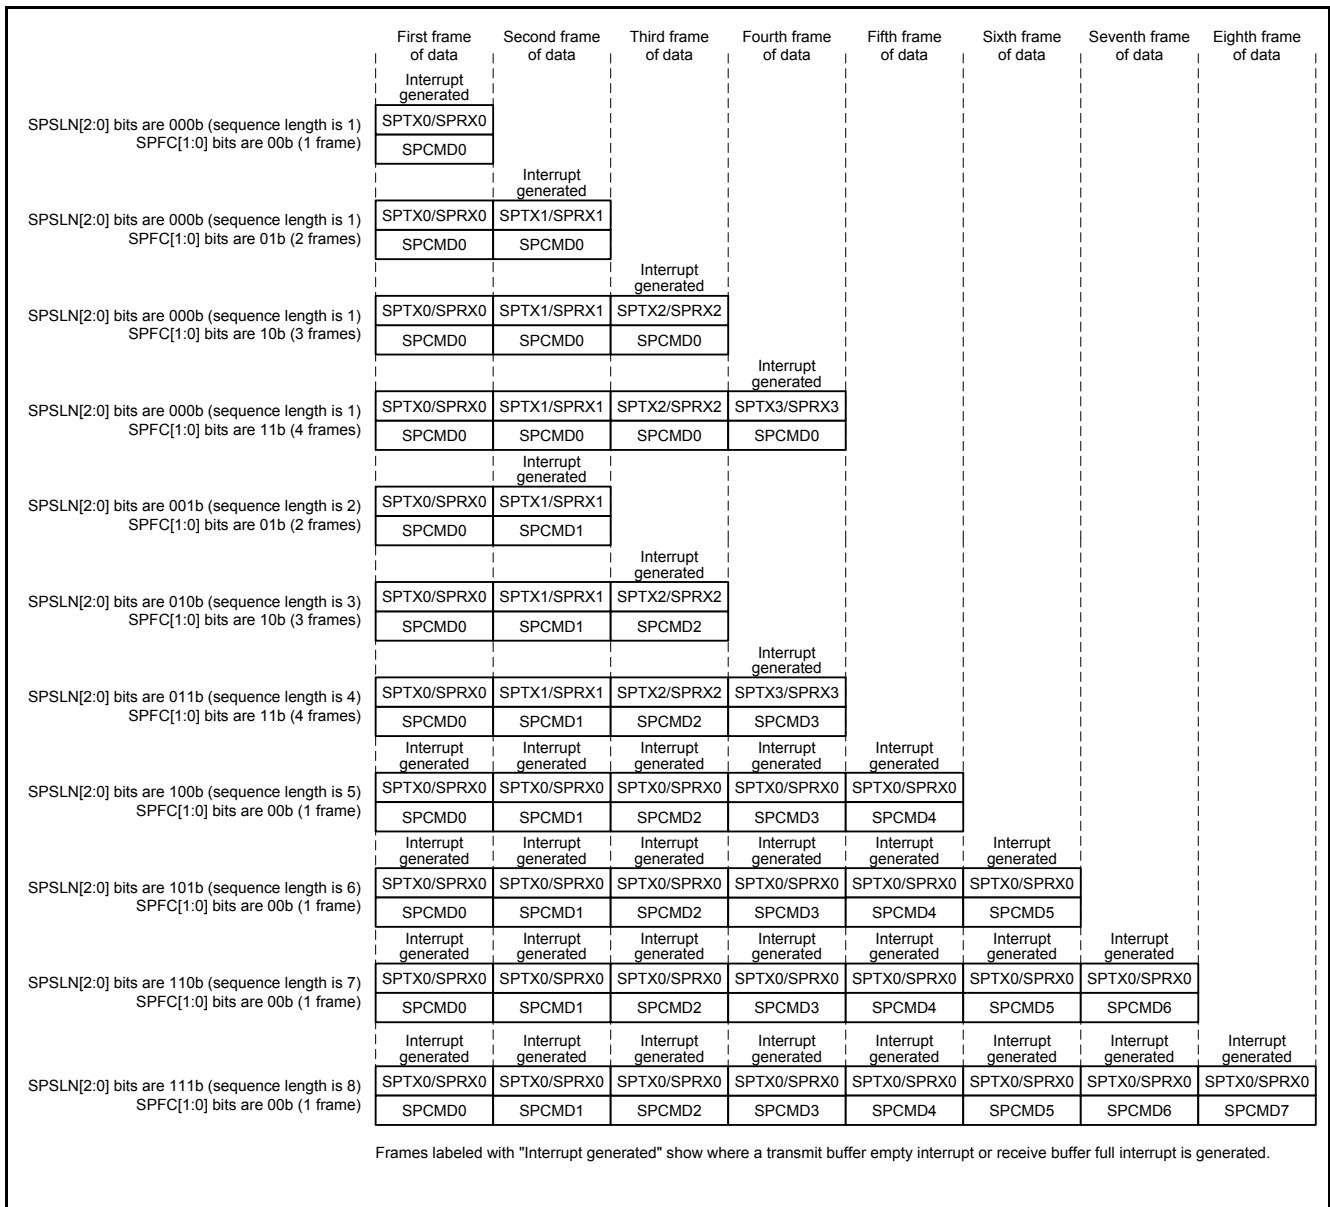 First frame Second frame Third frame Fourth frame Fifth frame Sixth frame Seventh frame Eighth frame
of data of data of data of data of data of data of data of data
Interrupt
generated
SPSLN[2:0] bits are 000b (sequence length is 1) SPTX0/SPRX0
SPFC[1:0] bits are 00b (1 frame) SPCMD0
Interrupt
generated
SPSLN[2:0] bits are 000b (sequence length is 1) SPTX0/SPRX0 SPTX1/SPRX1
SPFC[1:0] bits are 01b (2 frames) SPCMD0 SPCMD0
Interrupt
generated
SPSLN[2:0] bits are 000b (sequence length is 1) SPTX0/SPRX0 SPTX1/SPRX1 SPTX2/SPRX2
SPFC[1:0] bits are 10b (3 frames) SPCMD0 SPCMD0 SPCMD0
Interrupt
generated
SPSLN[2:0] bits are 000b (sequence length is 1) SPTX0/SPRX0 SPTX1/SPRX1 SPTX2/SPRX2 SPTX3/SPRX3
SPFC[1:0] bits are 11b (4 frames) SPCMD0 SPCMD0 SPCMD0 SPCMD0
Interrupt
generated
SPSLN[2:0] bits are 001b (sequence length is 2) SPTX0/SPRX0 SPTX1/SPRX1
SPFC[1:0] bits are 01b (2 frames) SPCMD0 SPCMD1
Interrupt
generated
SPSLN[2:0] bits are 010b (sequence length is 3) SPTX0/SPRX0 SPTX1/SPRX1 SPTX2/SPRX2
SPFC[1:0] bits are 10b (3 frames) SPCMD0 SPCMD1 SPCMD2
Interrupt
generated
SPSLN[2:0] bits are 011b (sequence length is 4) SPTX0/SPRX0 SPTX1/SPRX1 SPTX2/SPRX2 SPTX3/SPRX3
SPFC[1:0] bits are 11b (4 frames) SPCMD0 SPCMD1 SPCMD2 SPCMD3
Interrupt Interrupt Interrupt Interrupt Interrupt
generated generated generated generated generated
SPSLN[2:0] bits are 100b (sequence length is 5) SPTX0/SPRX0 SPTX0/SPRX0 SPTX0/SPRX0 SPTX0/SPRX0 SPTX0/SPRX0
SPFC[1:0] bits are 00b (1 frame) SPCMD0 SPCMD1 SPCMD2 SPCMD3 SPCMD4
Interrupt Interrupt Interrupt Interrupt Interrupt Interrupt
generated generated generated generated generated generated
SPSLN[2:0] bits are 101b (sequence length is 6) SPTX0/SPRX0 SPTX0/SPRX0 SPTX0/SPRX0 SPTX0/SPRX0 SPTX0/SPRX0 SPTX0/SPRX0
SPFC[1:0] bits are 00b (1 frame) SPCMD0 SPCMD1 SPCMD2 SPCMD3 SPCMD4 SPCMD5
Interrupt Interrupt Interrupt Interrupt Interrupt Interrupt Interrupt
generated generated generated generated generated generated generated
SPSLN[2:0] bits are 110b (sequence length is 7) SPTX0/SPRX0 SPTX0/SPRX0 SPTX0/SPRX0 SPTX0/SPRX0 SPTX0/SPRX0 SPTX0/SPRX0 SPTX0/SPRX0
SPFC[1:0] bits are 00b (1 frame) SPCMD0 SPCMD1 SPCMD2 SPCMD3 SPCMD4 SPCMD5 SPCMD6
Interrupt Interrupt Interrupt Interrupt Interrupt Interrupt Interrupt Interrupt
generated generated generated generated generated generated generated generated
SPSLN[2:0] bits are 111b (sequence length is 8) SPTX0/SPRX0 SPTX0/SPRX0 SPTX0/SPRX0 SPTX0/SPRX0 SPTX0/SPRX0 SPTX0/SPRX0 SPTX0/SPRX0 SPTX0/SPRX0
SPFC[1:0] bits are 00b (1 frame) SPCMD0 SPCMD1 SPCMD2 SPCMD3 SPCMD4 SPCMD5 SPCMD6 SPCMD7
Frames labeled with "Interrupt generated" show where a transmit buffer empty interrupt or receive buffer full interrupt is generated.